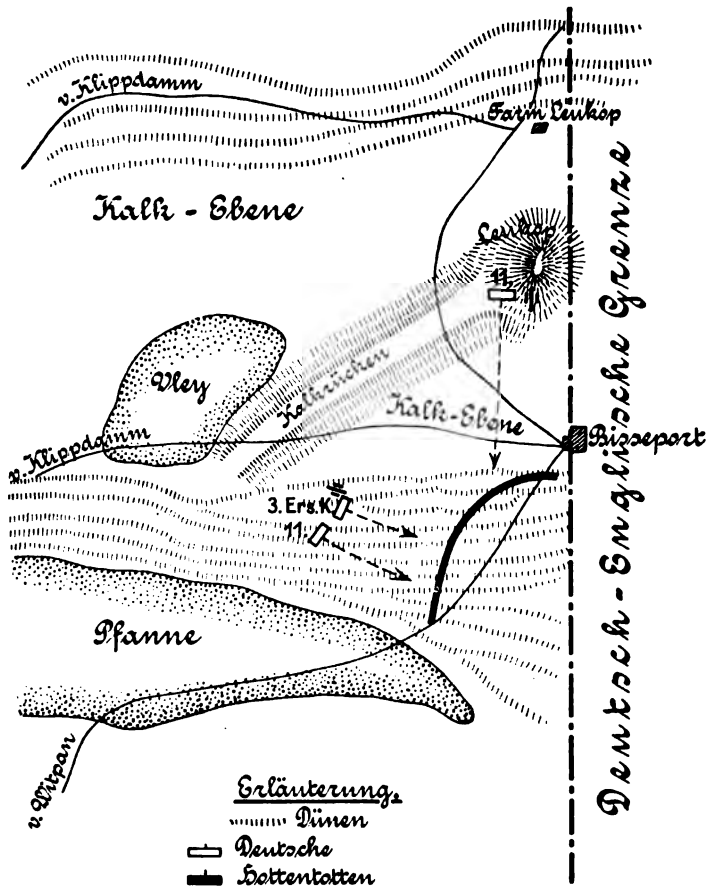 v. Klippdamm
Farm Leukop
Kalk - Ebene
Leukop
11.
Vley
Kalkrücken
Kalk-Ebene
v. Klippdamm
Bisseport
3. Ers. K.
11.
Pfanne
v. Witpan
Deutsch - Englische Grenze
Erläuterung.
Dünen
Deutsche
Hottentotten